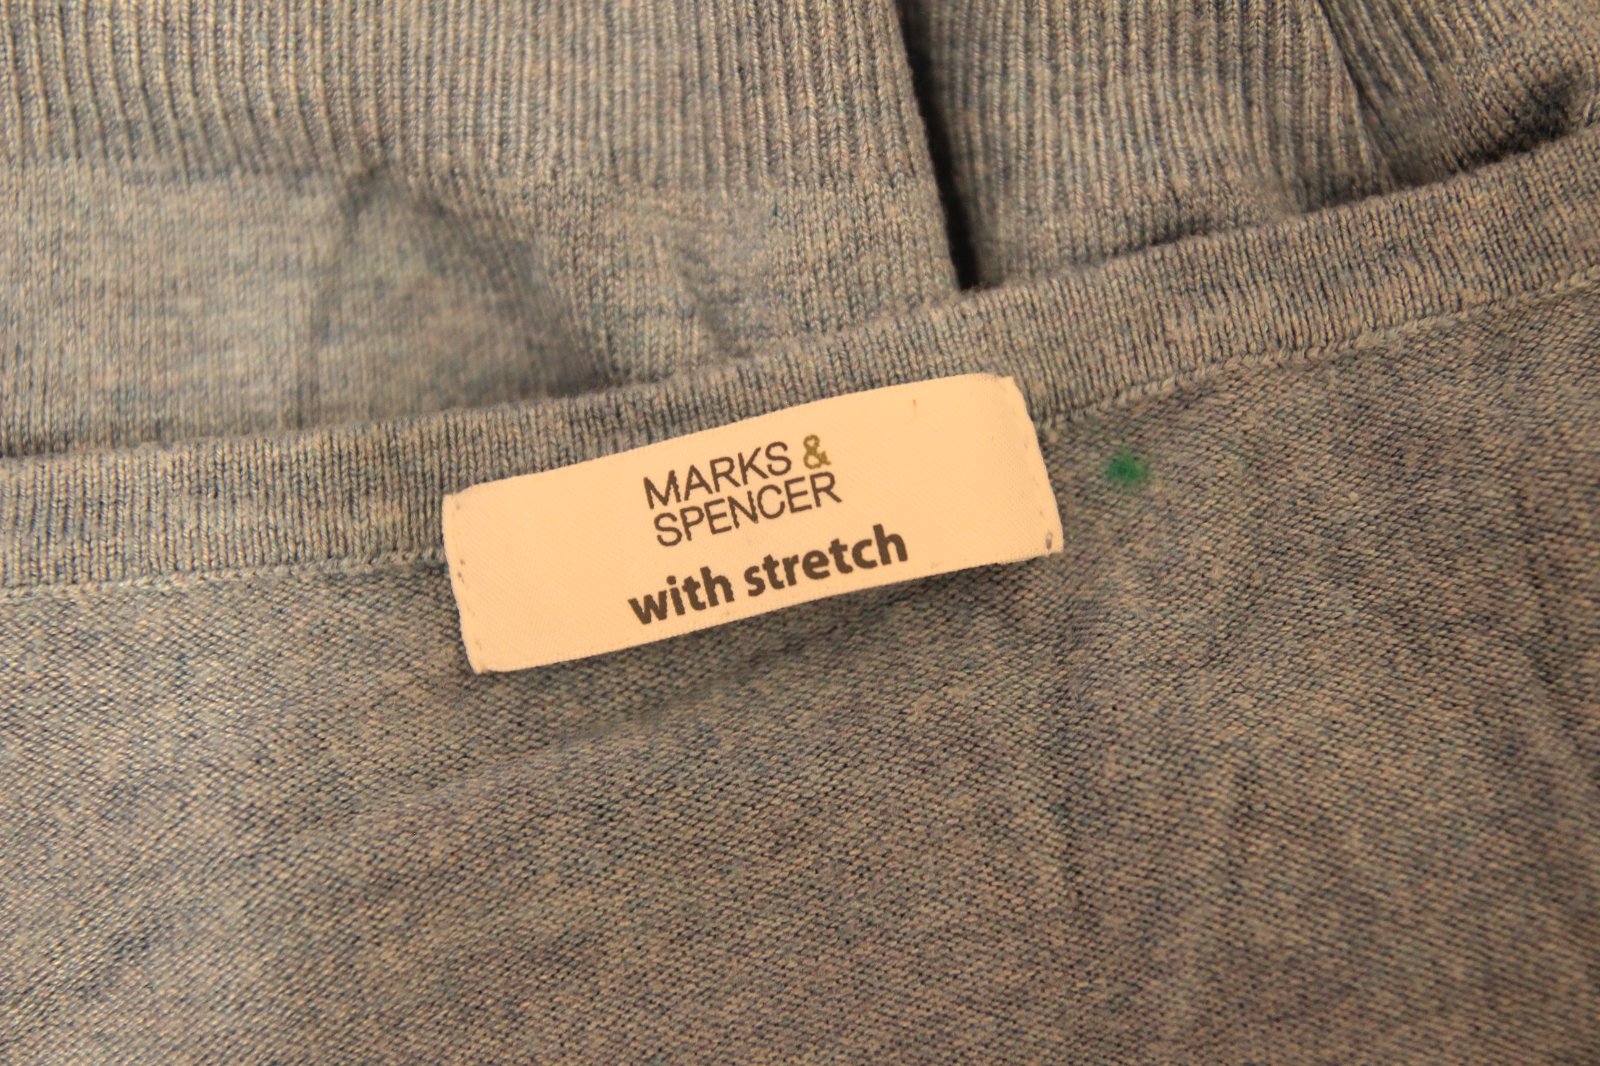 MARKS &
SPENCER
with stretch